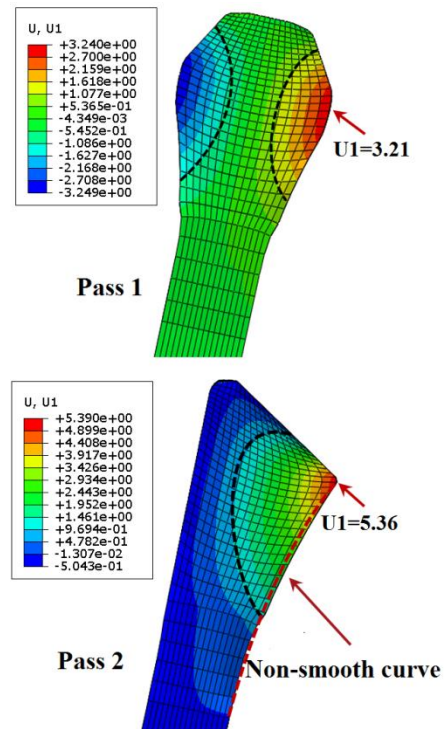 U, U1
+3.240e+00
+2.700e+00
+2.159e+00
+1.618e+00
+1.077e+00
+5.365e-01
-4.349e-03
-5.452e-01
-1.086e+00
-1.627e+00
-2.168e+00
-2.708e+00
-3.249e+00
U1=3.21
Pass 1
U, U1
+5.390e+00
+4.899e+00
+4.408e+00
+3.917e+00
+3.426e+00
+2.934e+00
+2.443e+00
+1.952e+00
+1.461e+00
+9.694e-01
+4.782e-01
-1.307e-02
-5.043e-01
U1=5.36
Pass 2
Non-smooth curve